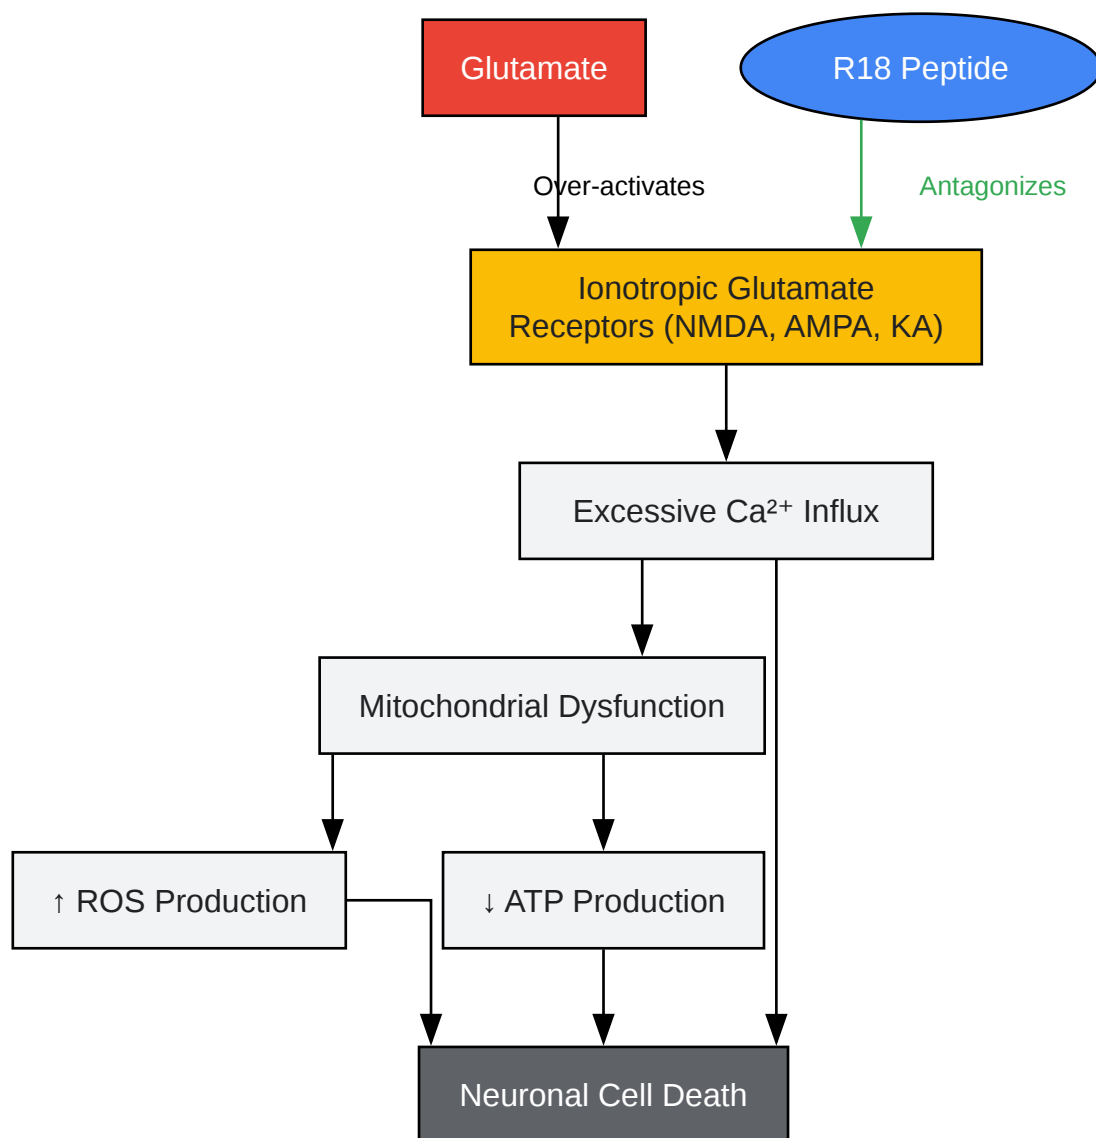 Glutamate
R18 Peptide
Over-activates
Antagonizes
Ionotropic Glutamate
Receptors (NMDA, AMPA, KA)
Excessive Ca²⁺ Influx
Mitochondrial Dysfunction
↑ ROS Production
↓ ATP Production
Neuronal Cell Death